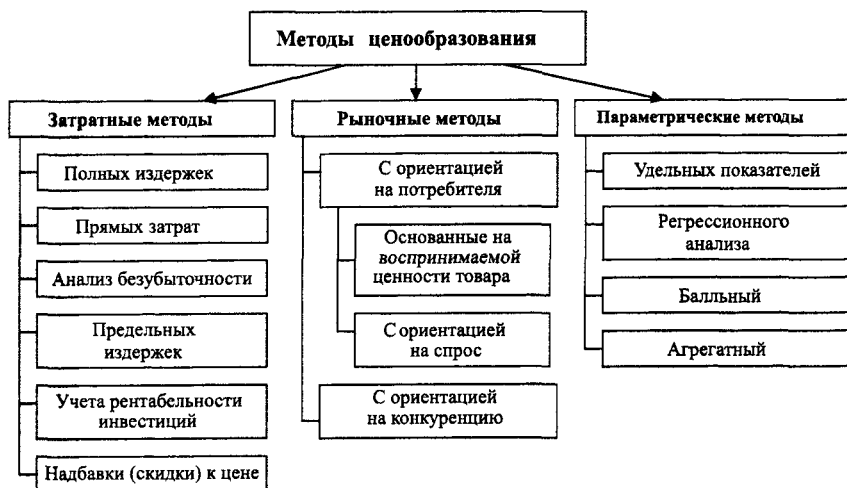 Методы ценообразования
Затратные методы
Полных издержек
Прямых затрат
Анализ безубыточности
Предельных
издержек
Учета рентабельности
инвестиций
Надбавки (скидки) к цене
Рыночные методы
С ориентацией
на потребителя
Основанные на
воспринимаемой
ценности товара
С ориентацией
на спрос
С ориентацией
на конкуренцию
Параметрические методы
Удельных показателей
Регрессионного
анализа
Балльный
Агрегатный